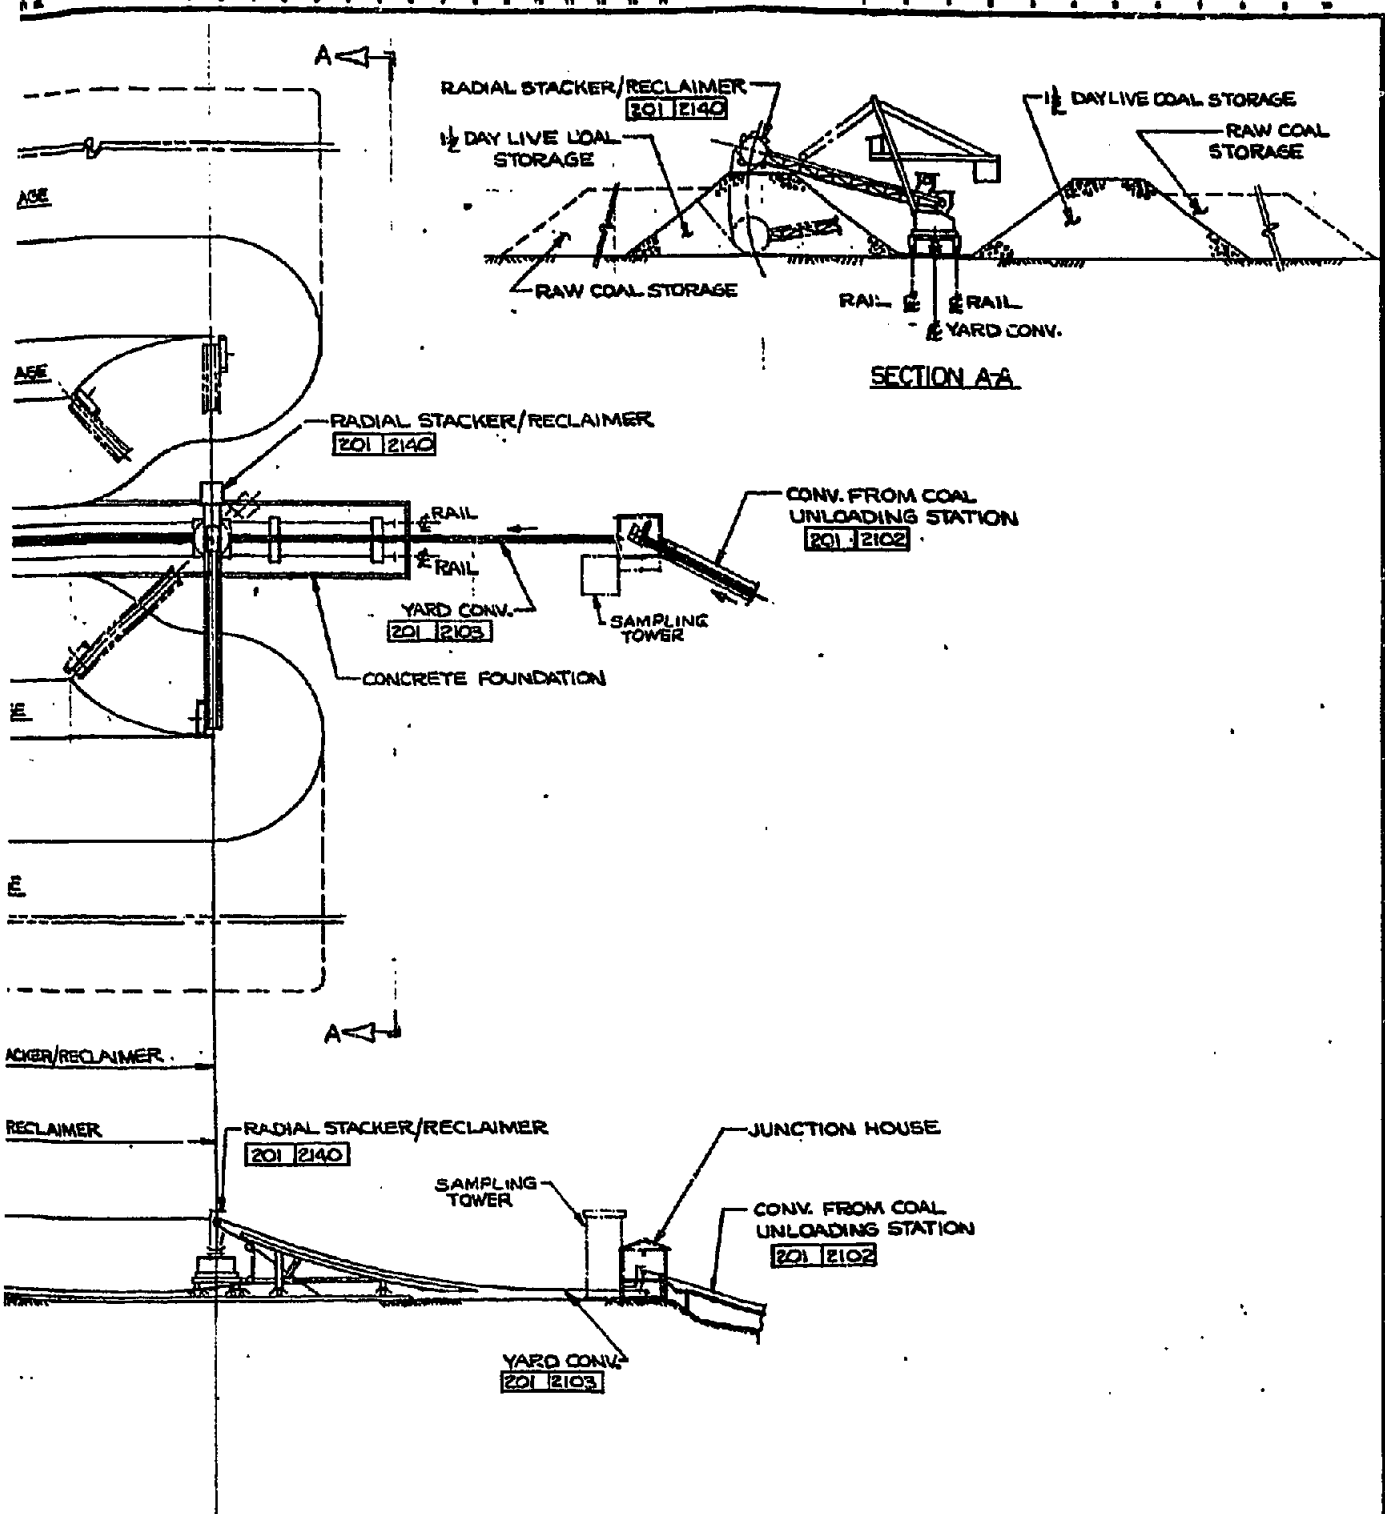 A
RADIAL STACKER/RECLAIMER
201 2140
1½ DAY LIVE COAL
STORAGE
1½ DAY LIVE COAL STORAGE
RAW COAL
STORAGE
RAW COAL STORAGE
RAIL ℄
℄ RAIL
℄ YARD CONV.
SECTION A-A
AGE
AGE
RADIAL STACKER/RECLAIMER
201 2140
℄ RAIL
℄ RAIL
CONV. FROM COAL
UNLOADING STATION
201 2102
YARD CONV.
201 2103
SAMPLING
TOWER
CONCRETE FOUNDATION
E
E
A
ACKER/RECLAIMER
RECLAIMER
RADIAL STACKER/RECLAIMER
201 2140
JUNCTION HOUSE
SAMPLING
TOWER
CONV. FROM COAL
UNLOADING STATION
201 2102
YARD CONV.
201 2103